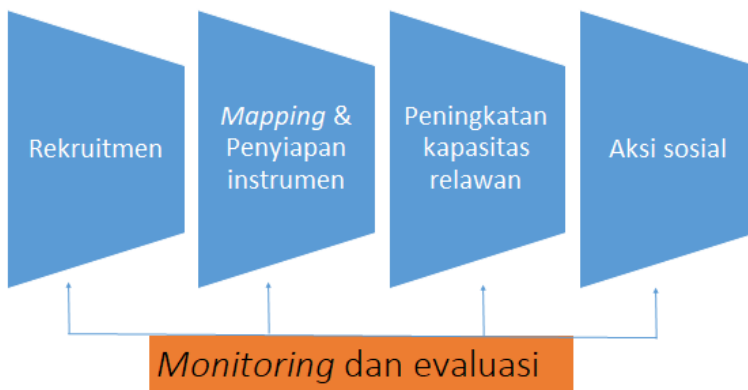 Rekruitmen
Mapping &
Penyiapan
instrumen
Peningkatan
kapasitas
relawan
Aksi sosial
Monitoring dan evaluasi